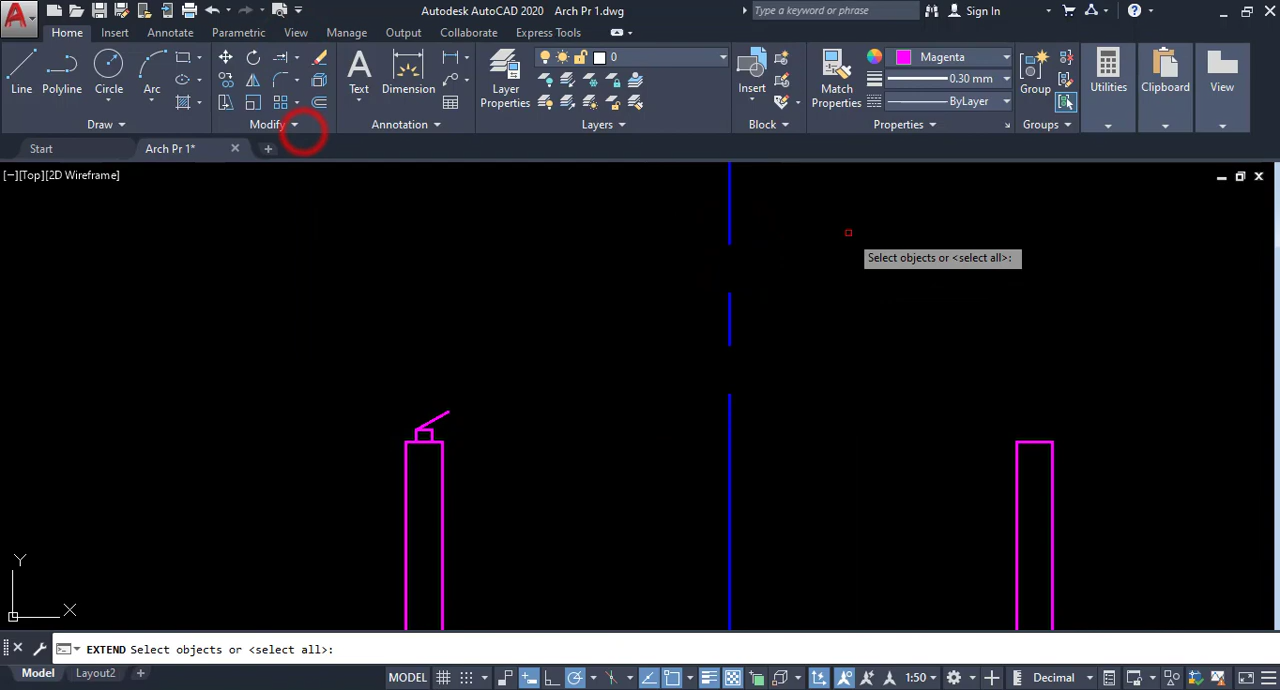 A
Autodesk AutoCAD 2020 Arch Pr 1.dwg
Type a keyword or phrase
Sign In
Home Insert Annotate Parametric View Manage Output Collaborate Express Tools
Line Polyline Circle Arc
Draw
Modify
Text Dimension
Annotation
Layer Properties
0
Layers
Insert
Block
Match Properties
Magenta
0.30 mm
ByLayer
Properties
Group
Groups
Utilities
Clipboard
View
Start
Arch Pr 1*
[−][Top][2D Wireframe]
Select objects or <select all>:
Y
X
EXTEND Select objects or <select all>:
Model Layout2
MODEL
1:50
Decimal